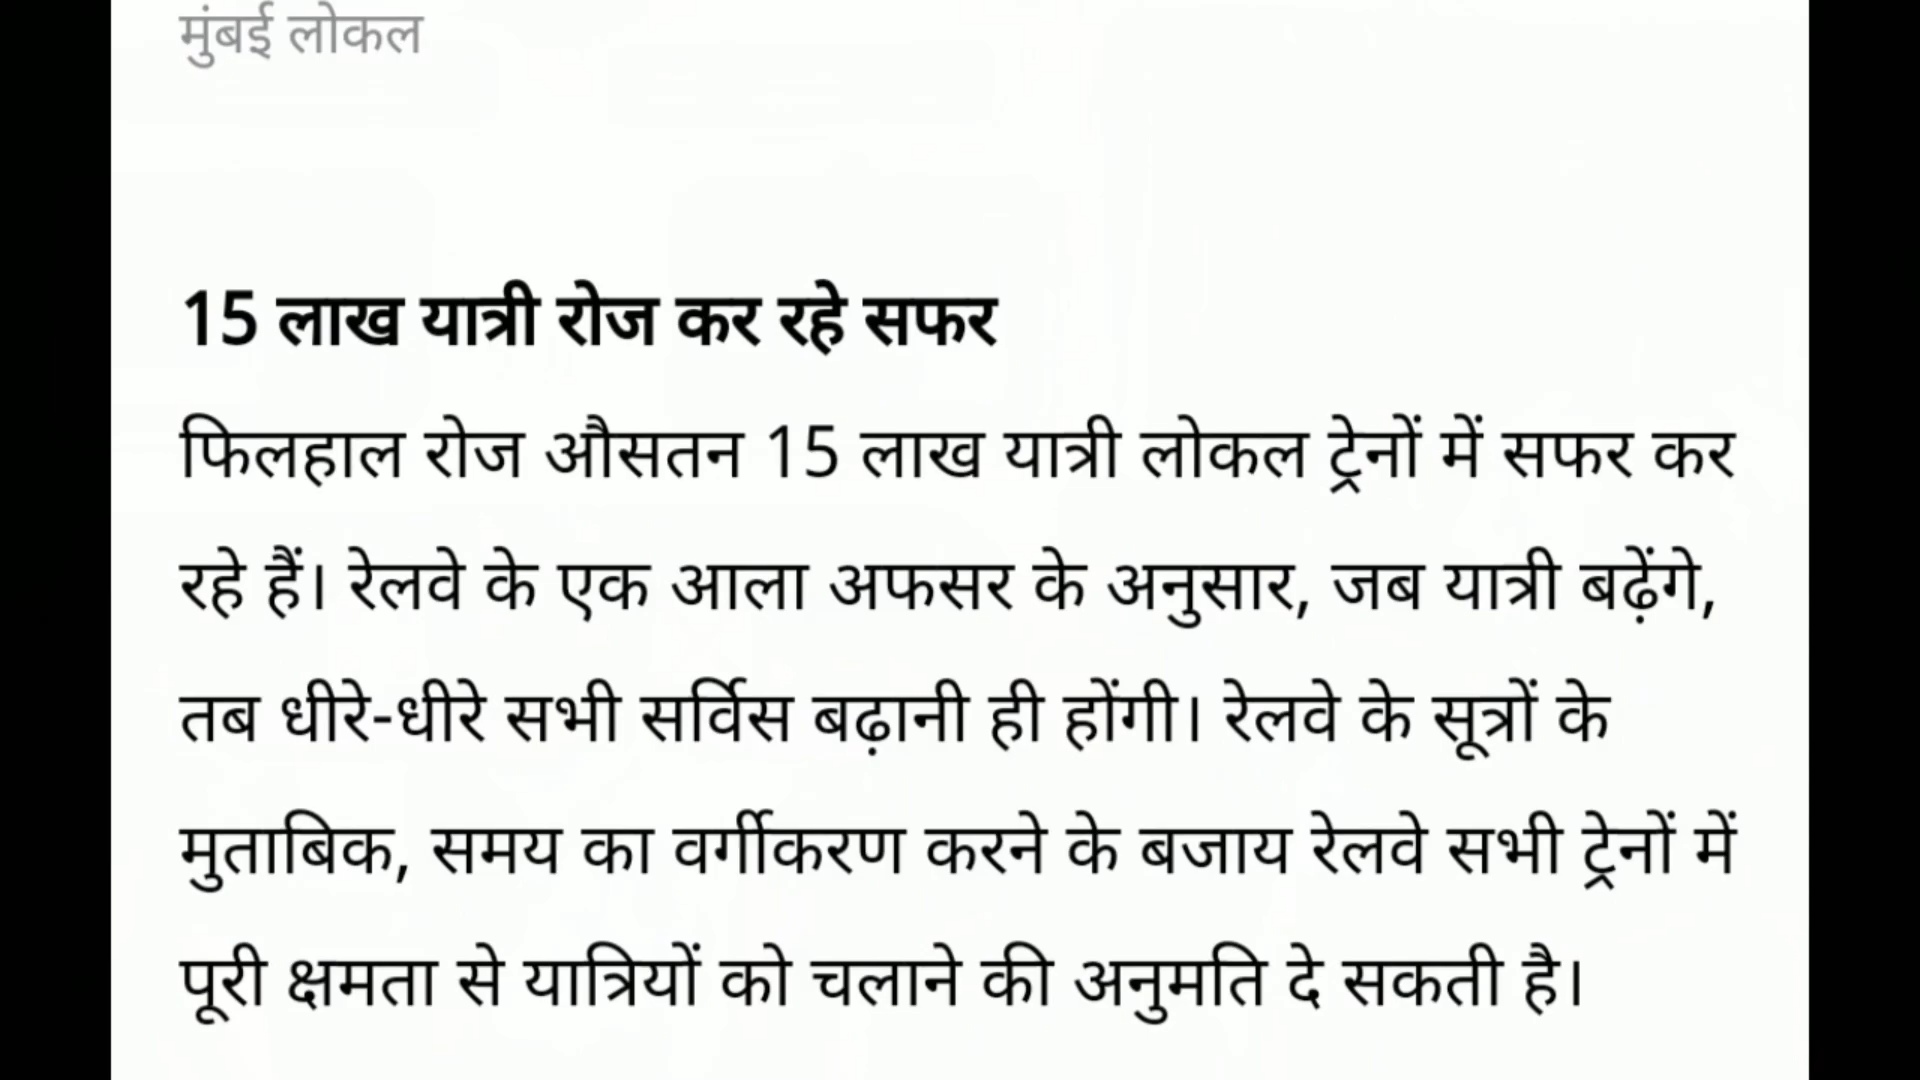 मुंबई लोकल
15 लाख यात्री रोज कर रहे सफर
फिलहाल रोज औसतन 15 लाख यात्री लोकल ट्रेनों में सफर कर
रहे हैं। रेलवे के एक आला अफसर के अनुसार, जब यात्री बढ़ेंगे,
तब धीरे-धीरे सभी सर्विस बढ़ानी ही होंगी। रेलवे के सूत्रों के
मुताबिक, समय का वर्गीकरण करने के बजाय रेलवे सभी ट्रेनों में
पूरी क्षमता से यात्रियों को चलाने की अनुमति दे सकती है।